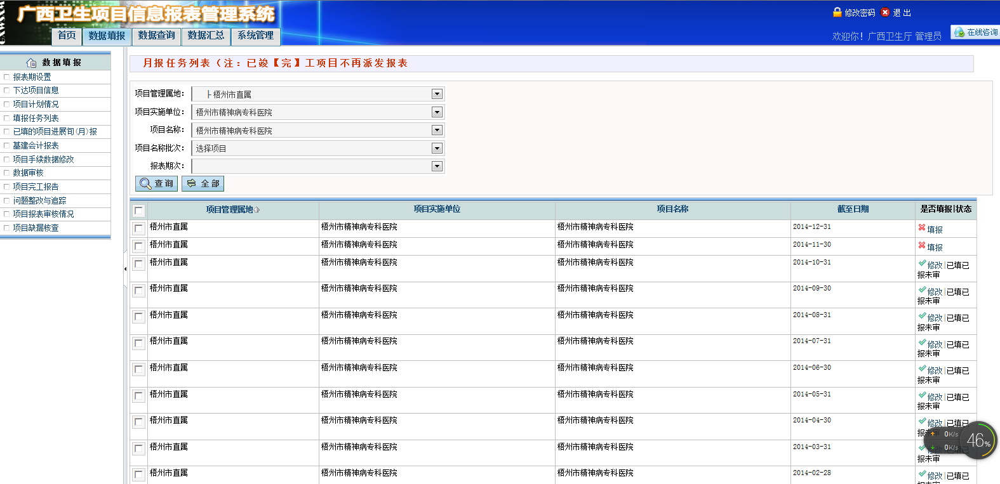 广西卫生项目信息报表管理系统
修改密码 退 出
首页 数据填报 数据查询 数据汇总 系统管理
欢迎你！广西卫生厅 管理员
在线咨询
数据填报
报表期设置
下达项目信息
项目计划情况
填报任务列表
已填的项目进展旬(月)报
基建会计报表
项目手续数据修改
数据审核
项目完工报告
问题整改与追踪
项目报表审核情况
项目缺漏核查
月报任务列表（注：已竣【完】工项目不再派发报表
项目管理属地： ├ 梧州市直属
项目实施单位： 梧州市精神病专科医院
项目名称： 梧州市精神病专科医院
项目名称批次： 选择项目
报表期次：
查询 全部
项目管理属地 项目实施单位 项目名称 截至日期 是否填报|状态
梧州市直属 梧州市精神病专科医院 梧州市精神病专科医院 2014-12-31 填报
梧州市直属 梧州市精神病专科医院 梧州市精神病专科医院 2014-11-30 填报
梧州市直属 梧州市精神病专科医院 梧州市精神病专科医院 2014-10-31 修改|已填已
报未审
梧州市直属 梧州市精神病专科医院 梧州市精神病专科医院 2014-09-30 修改|已填已
报未审
梧州市直属 梧州市精神病专科医院 梧州市精神病专科医院 2014-08-31 修改|已填已
报未审
梧州市直属 梧州市精神病专科医院 梧州市精神病专科医院 2014-07-31 修改|已填已
报未审
梧州市直属 梧州市精神病专科医院 梧州市精神病专科医院 2014-06-30 修改|已填已
报未审
梧州市直属 梧州市精神病专科医院 梧州市精神病专科医院 2014-05-31 修改|已填已
报未审
梧州市直属 梧州市精神病专科医院 梧州市精神病专科医院 2014-04-30 修改|已填已
报
0K/s
46%
梧州市直属 梧州市精神病专科医院 梧州市精神病专科医院 2014-03-31
0K/s
报未审
梧州市直属 梧州市精神病专科医院 梧州市精神病专科医院 2014-02-28 修改|已填已